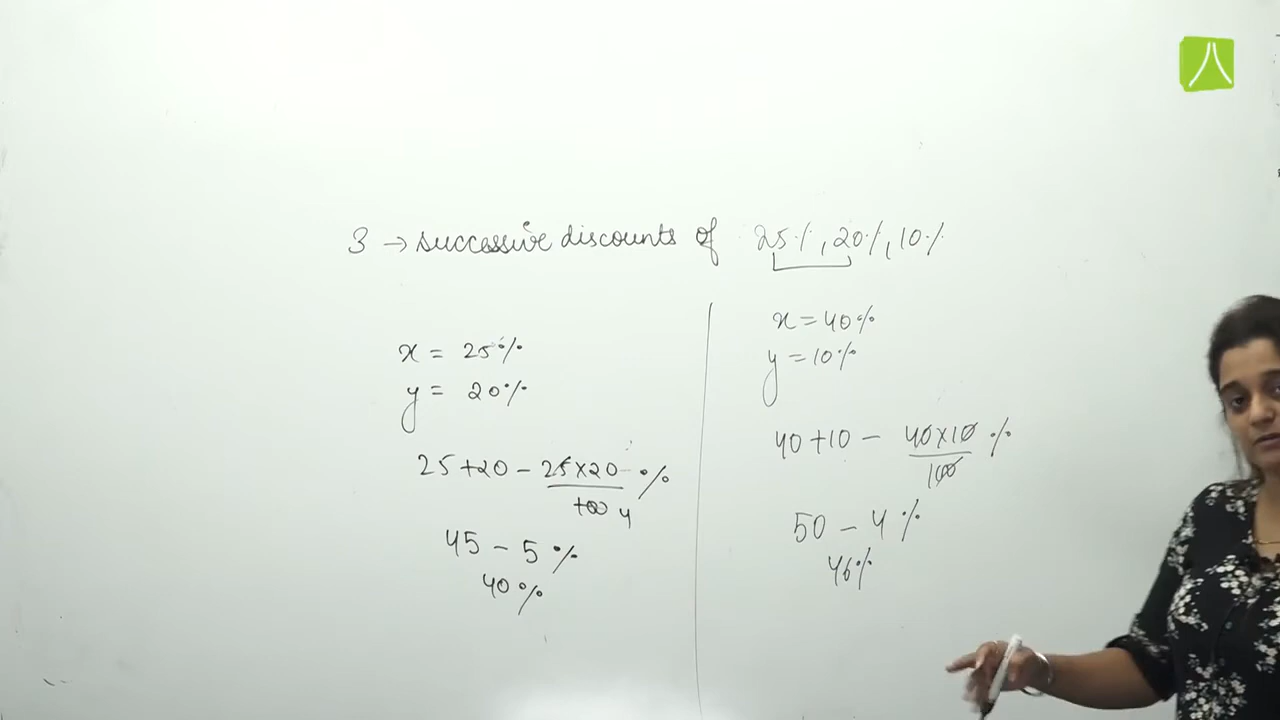 3 → successive discounts of 25%, 20%, 10%
x = 25%
y = 20%
25+20 - 25×20 %
100 4
45 - 5%
40%
x = 40%
y = 10%
40+10 - 40×10 %
100
50 - 4%
46%